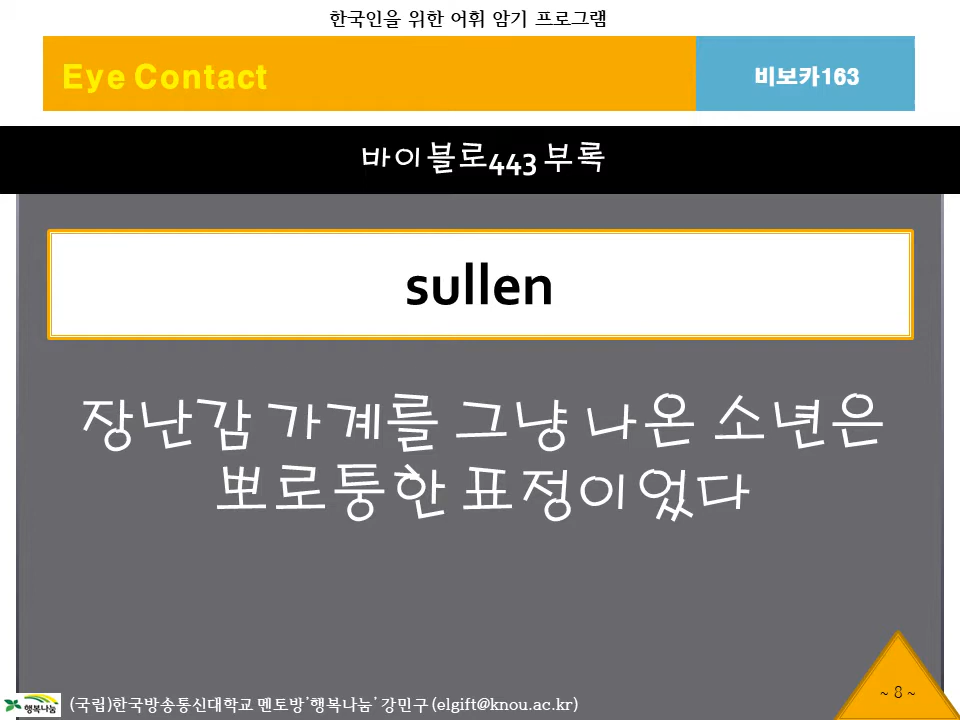 한국인을 위한 어휘 암기 프로그램
Eye Contact
비보카163
바이블로443 부록
sullen
장난감 가계를 그냥 나온 소년은
뽀로퉁한 표정이었다
~ 8 ~
행복나눔
(국립)한국방송통신대학교 멘토방'행복나눔' 강민구 (elgift@knou.ac.kr)